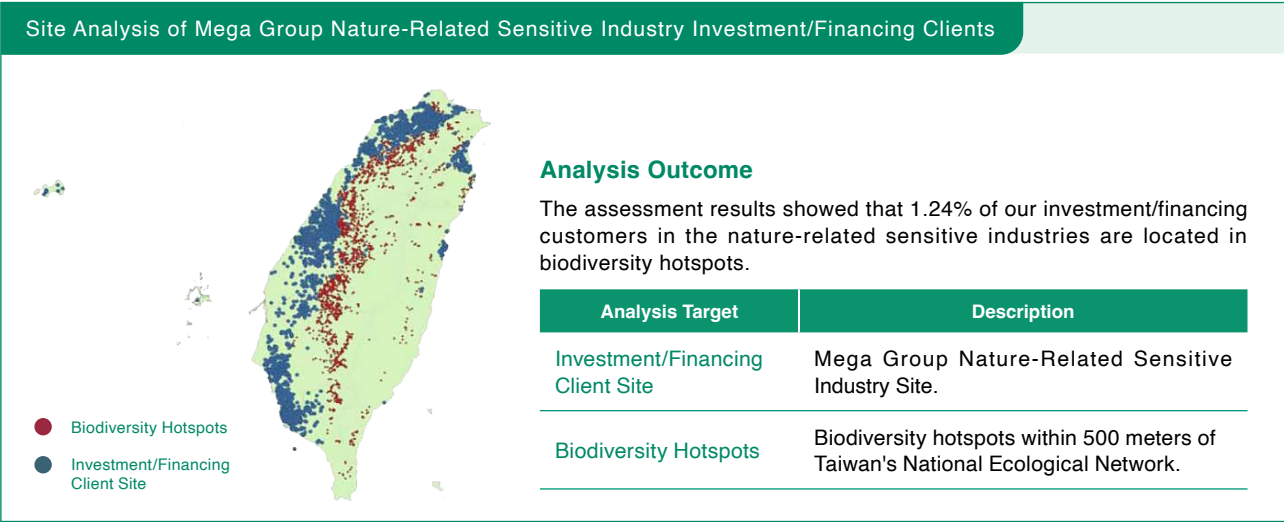 Site Analysis of Mega Group Nature-Related Sensitive Industry Investment/Financing Clients
Analysis Outcome
The assessment results showed that 1.24% of our investment/financing
customers in the nature-related sensitive industries are located in
biodiversity hotspots.
Analysis Target
Description
Investment/Financing
Client Site
Mega Group Nature-Related Sensitive
Industry Site.
Biodiversity Hotspots
Biodiversity hotspots within 500 meters of
Taiwan's National Ecological Network.
Biodiversity Hotspots
Investment/Financing
Client Site